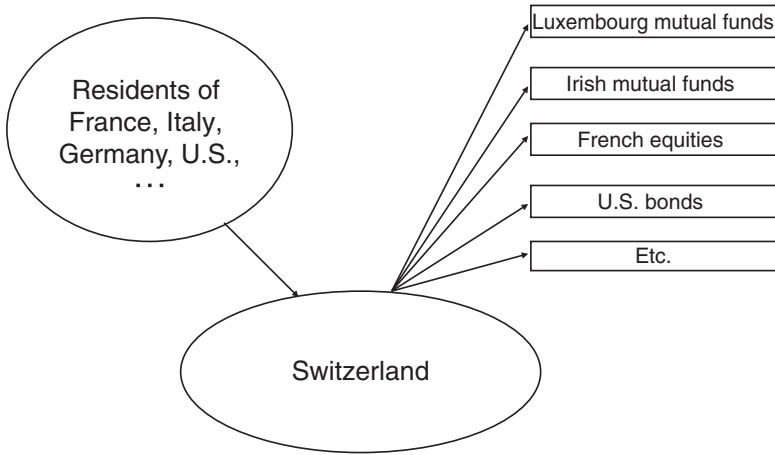 Residents of
France, Italy,
Germany, U.S.,
...
Luxembourg mutual funds
Irish mutual funds
French equities
U.S. bonds
Etc.
Switzerland